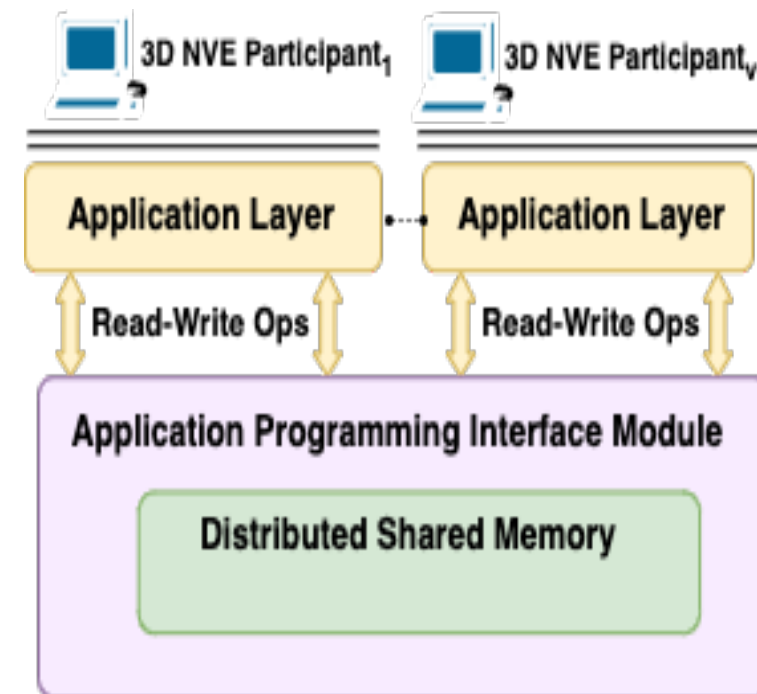 3D NVE Participant₁
3D NVE Participantᵥ
Application Layer
Application Layer
Read-Write Ops
Read-Write Ops
Application Programming Interface Module
Distributed Shared Memory